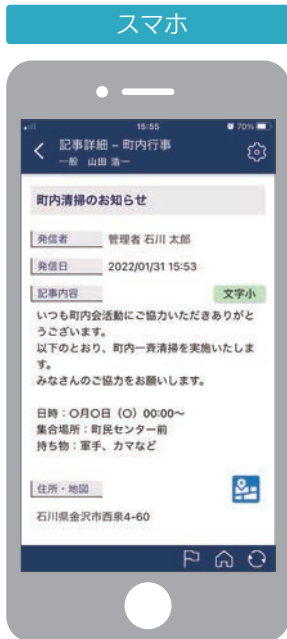 スマホ
15:55
70%
記事詳細 – 町内行事
一般 山田 浩一
町内清掃のお知らせ
発信者 管理者 石川 太郎
発信日 2022/01/31 15:53
記事内容 文字小
いつも町内会活動にご協力いただきありがと
うございます。
以下のとおり、町内一斉清掃を実施いたしま
す。
みなさんのご協力をお願いします。
日時：〇月〇日（〇）00:00～
集合場所：町民センター前
持ち物：軍手、カマなど
住所・地図
石川県金沢市西泉4-60